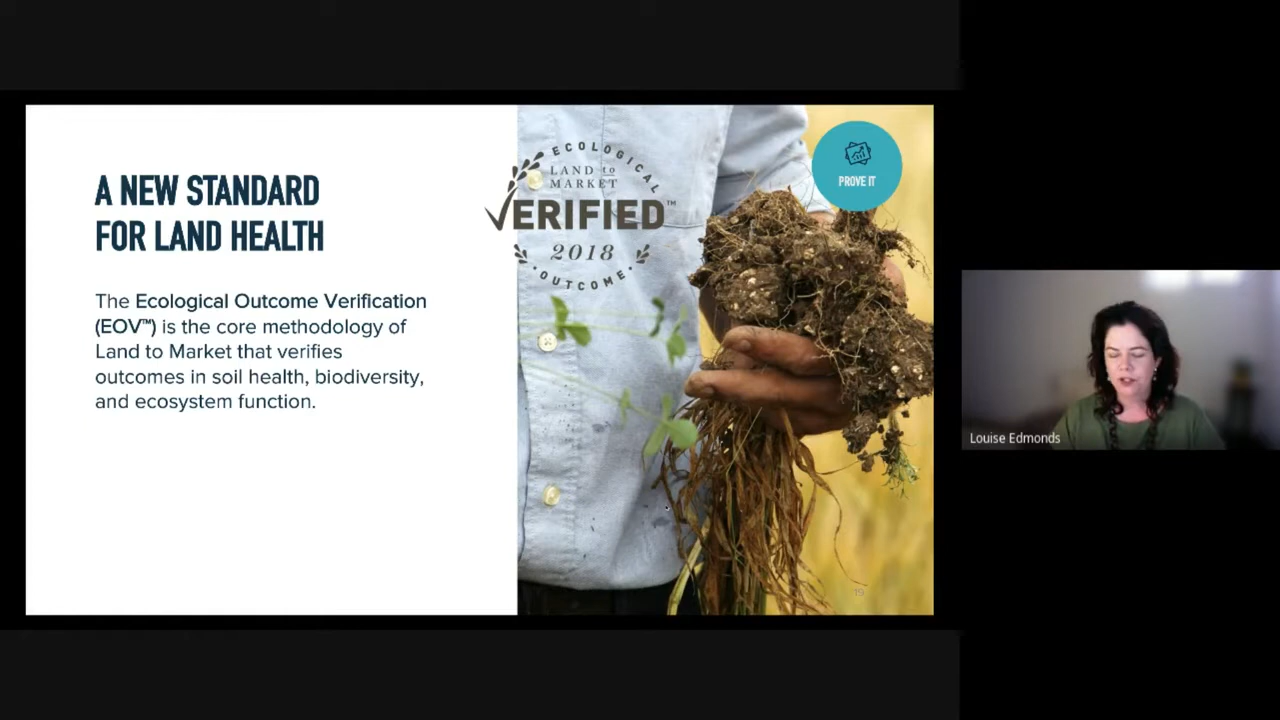 A NEW STANDARD
FOR LAND HEALTH
The Ecological Outcome Verification
(EOV™) is the core methodology of
Land to Market that verifies
outcomes in soil health, biodiversity,
and ecosystem function.
ECOLOGICAL
LAND to
MARKET
VERIFIED™
2018
OUTCOME
PROVE IT
19
Louise Edmonds